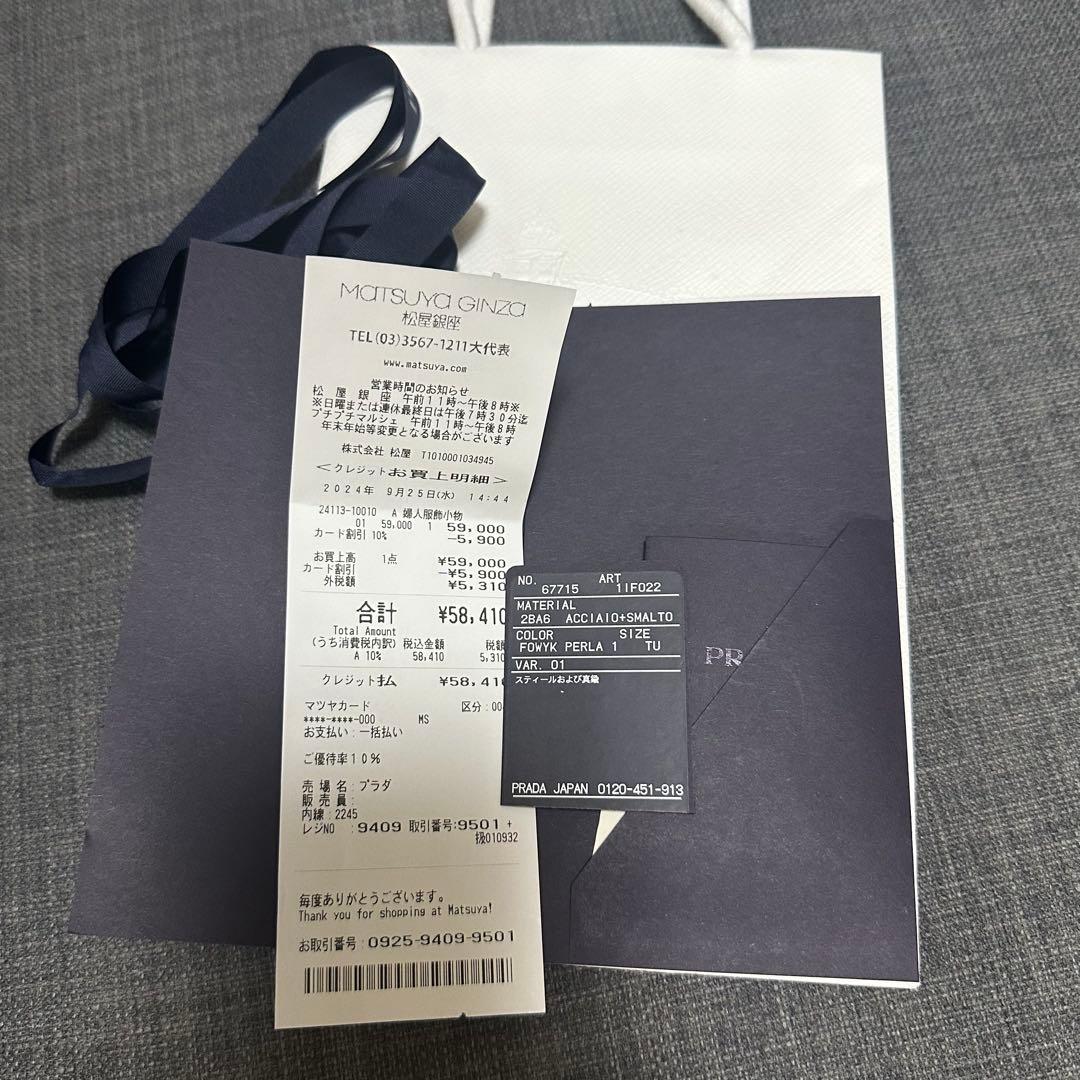 MATSUYA GINZA
松屋銀座
TEL(03)3567-1211大代表
www.matsuya.com
営業時間のお知らせ
松 屋 銀 座 午前11時~午後8時※
※日曜または連休最終日は午後7時30分迄
プチプチマルシェ 午前11時~午後8時
年末年始等変更となる場合がございます
株式会社 松屋 T1010001034945
<クレジットお買上明細>
2024年 9月25日(水) 14:44
24113-10010 A 婦人服飾小物
01 59,000 1 59,000
カード割引 10% -5,900
お買上高 1点 ¥59,000
カード割引 -¥5,900
外税額 ¥5,310
合計 ¥58,410
Total Amount
(うち消費税内訳) 税込金額 税額
A 10% 58,410 5,310
クレジット払 ¥58,410
マツヤカード 区分:00
****-****-000 MS
お支払い:一括払い
ご優待率10%
売 場 名:プラダ
販 売 員:
内線:2245
レジNO :9409 取引番号:9501 +
扱010932
毎度ありがとうございます。
Thank you for shopping at Matsuya!
お取引番号:0925-9409-9501
NO. ART
67715 1IF022
MATERIAL
2BA6 ACCIAIO+SMALTO
COLOR SIZE
F0WYK PERLA 1 TU
VAR. 01
スティールおよび真鍮
PRADA JAPAN 0120-451-913
PR